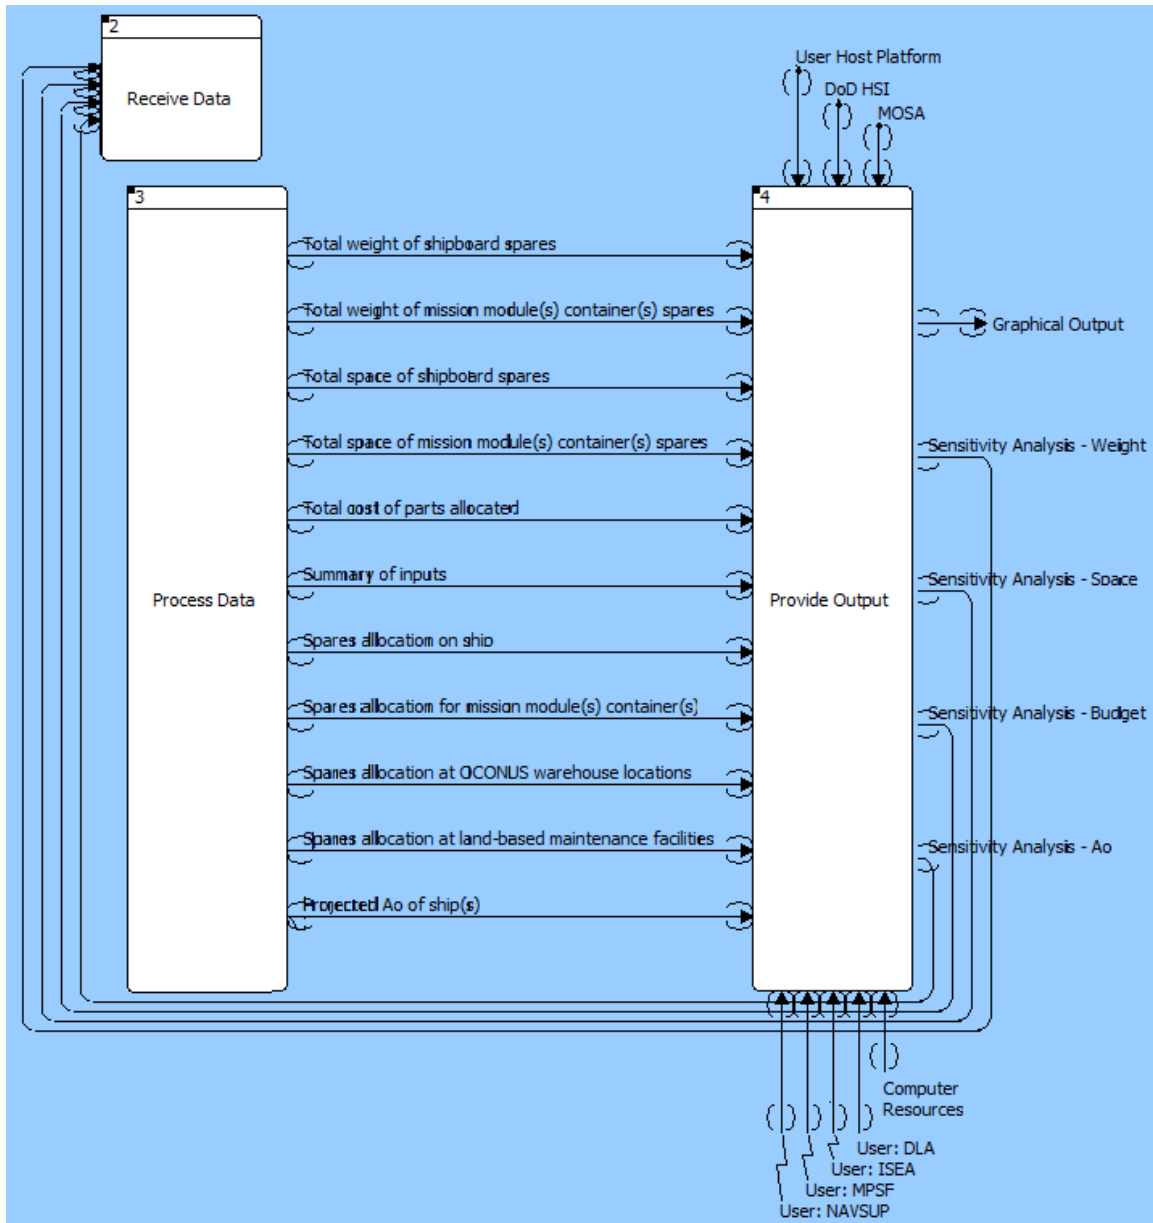 2
Receive Data
User Host Platform
DoD HSI
MOSA
3
Process Data
4
Provide Output
Total weight of shipboard spares
Total weight of mission module(s) container(s) spares
Total space of shipboard spares
Total space of mission module(s) container(s) spares
Total cost of parts allocated
Summary of inputs
Spares allocation on ship
Spares allocation for mission module(s) container(s)
Spares allocation at OCONUS warehouse locations
Spares allocation at land-based maintenance facilities
Projected Ao of ship(s)
Graphical Output
Sensitivity Analysis - Weight
Sensitivity Analysis - Space
Sensitivity Analysis - Budget
Sensitivity Analysis - Ao
Computer
Resources
User: DLA
User: ISEA
User: MPSF
User: NAVSUP